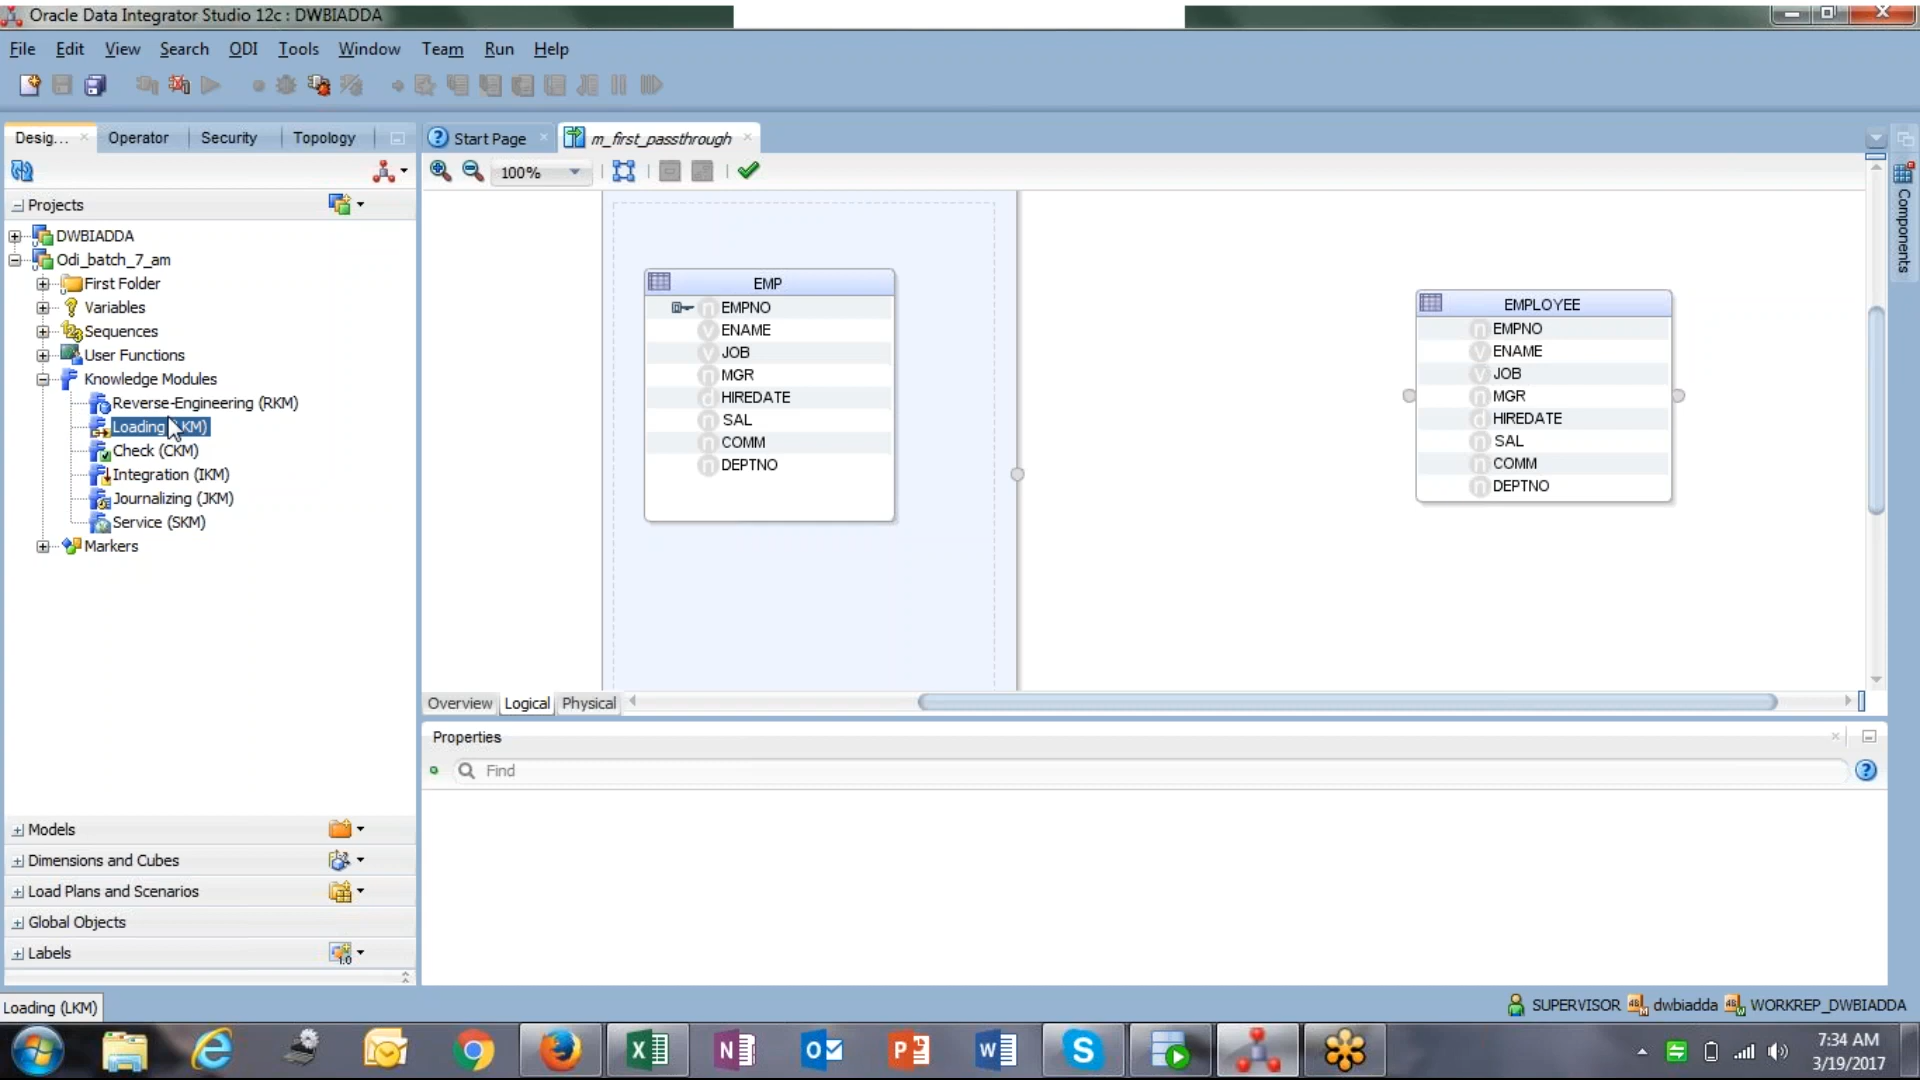 Oracle Data Integrator Studio 12c : DWBIADDA
File Edit View Search ODI Tools Window Team Run Help
Desig... Operator Security Topology
Start Page m_first_passthrough
100%
Projects
DWBIADDA
Odi_batch_7_am
First Folder
Variables
Sequences
User Functions
Knowledge Modules
Reverse-Engineering (RKM)
Loading KM)
Check (CKM)
Integration (IKM)
Journalizing (JKM)
Service (SKM)
Markers
Models
Dimensions and Cubes
Load Plans and Scenarios
Global Objects
Labels
EMP
EMPNO
ENAME
JOB
MGR
HIREDATE
SAL
COMM
DEPTNO
EMPLOYEE
EMPNO
ENAME
JOB
MGR
HIREDATE
SAL
COMM
DEPTNO
Components
Overview Logical Physical
Properties
Find
Loading (LKM)
SUPERVISOR dwbiadda WORKREP_DWBIADDA
7:34 AM
3/19/2017